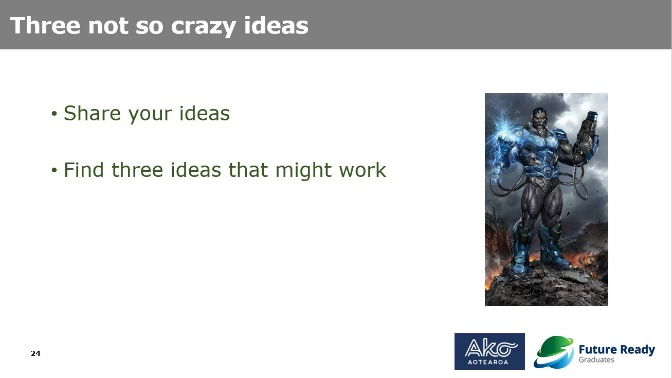 Three not so crazy ideas
• Share your ideas
• Find three ideas that might work
24
Ako
AOTEAROA
Future Ready
Graduates